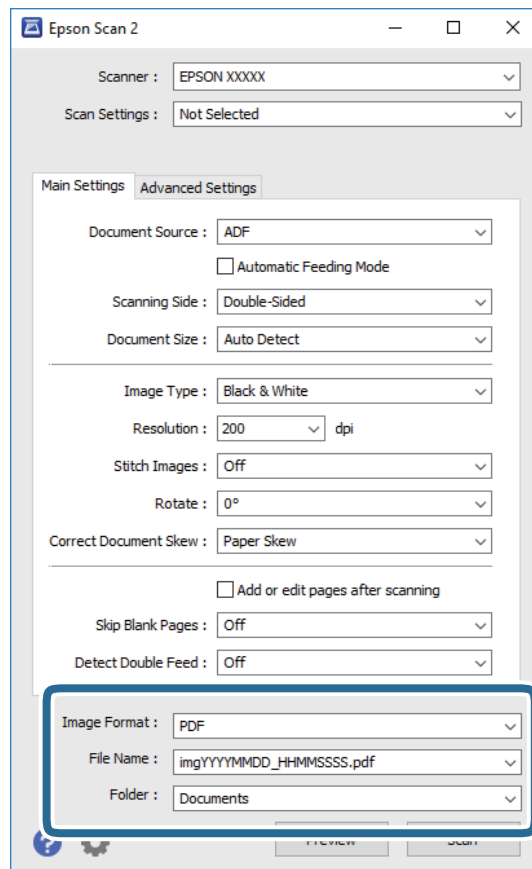 Epson Scan 2
Scanner : EPSON XXXXX
Scan Settings : Not Selected
Main Settings Advanced Settings
Document Source : ADF
Automatic Feeding Mode
Scanning Side : Double-Sided
Document Size : Auto Detect
Image Type : Black & White
Resolution : 200 dpi
Stitch Images : Off
Rotate : 0°
Correct Document Skew : Paper Skew
Add or edit pages after scanning
Skip Blank Pages : Off
Detect Double Feed : Off
Image Format : PDF
File Name : imgYYYYMMDD_HHMMSSSS.pdf
Folder : Documents
? Preview Scan